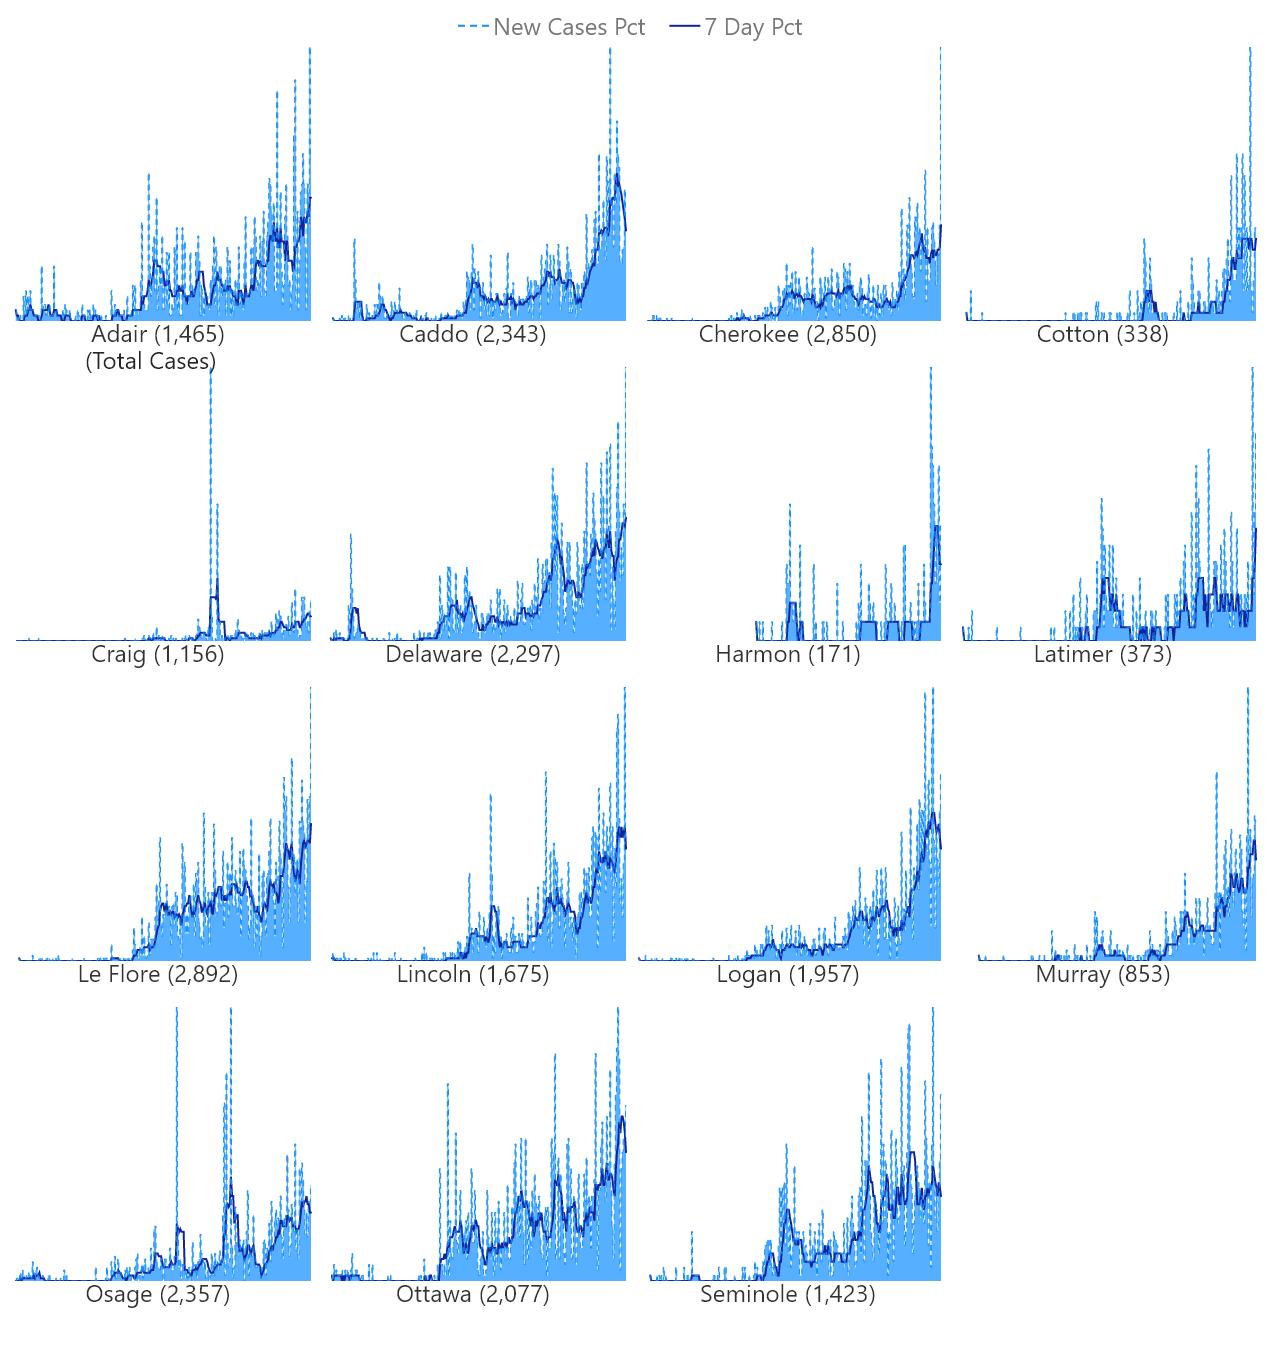 New Cases Pct 7 Day Pct
Adair (1,465) Caddo (2,343) Cherokee (2,850) Cotton (338)
(Total Cases)
Craig (1,156) Delaware (2,297) Harmon (171) Latimer (373)
Le Flore (2,892) Lincoln (1,675) Logan (1,957) Murray (853)
Osage (2,357) Ottawa (2,077) Seminole (1,423)